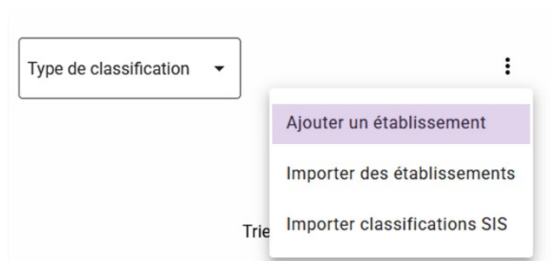 Type de classification
Ajouter un établissement
Importer des établissements
Trie
Importer classifications SIS